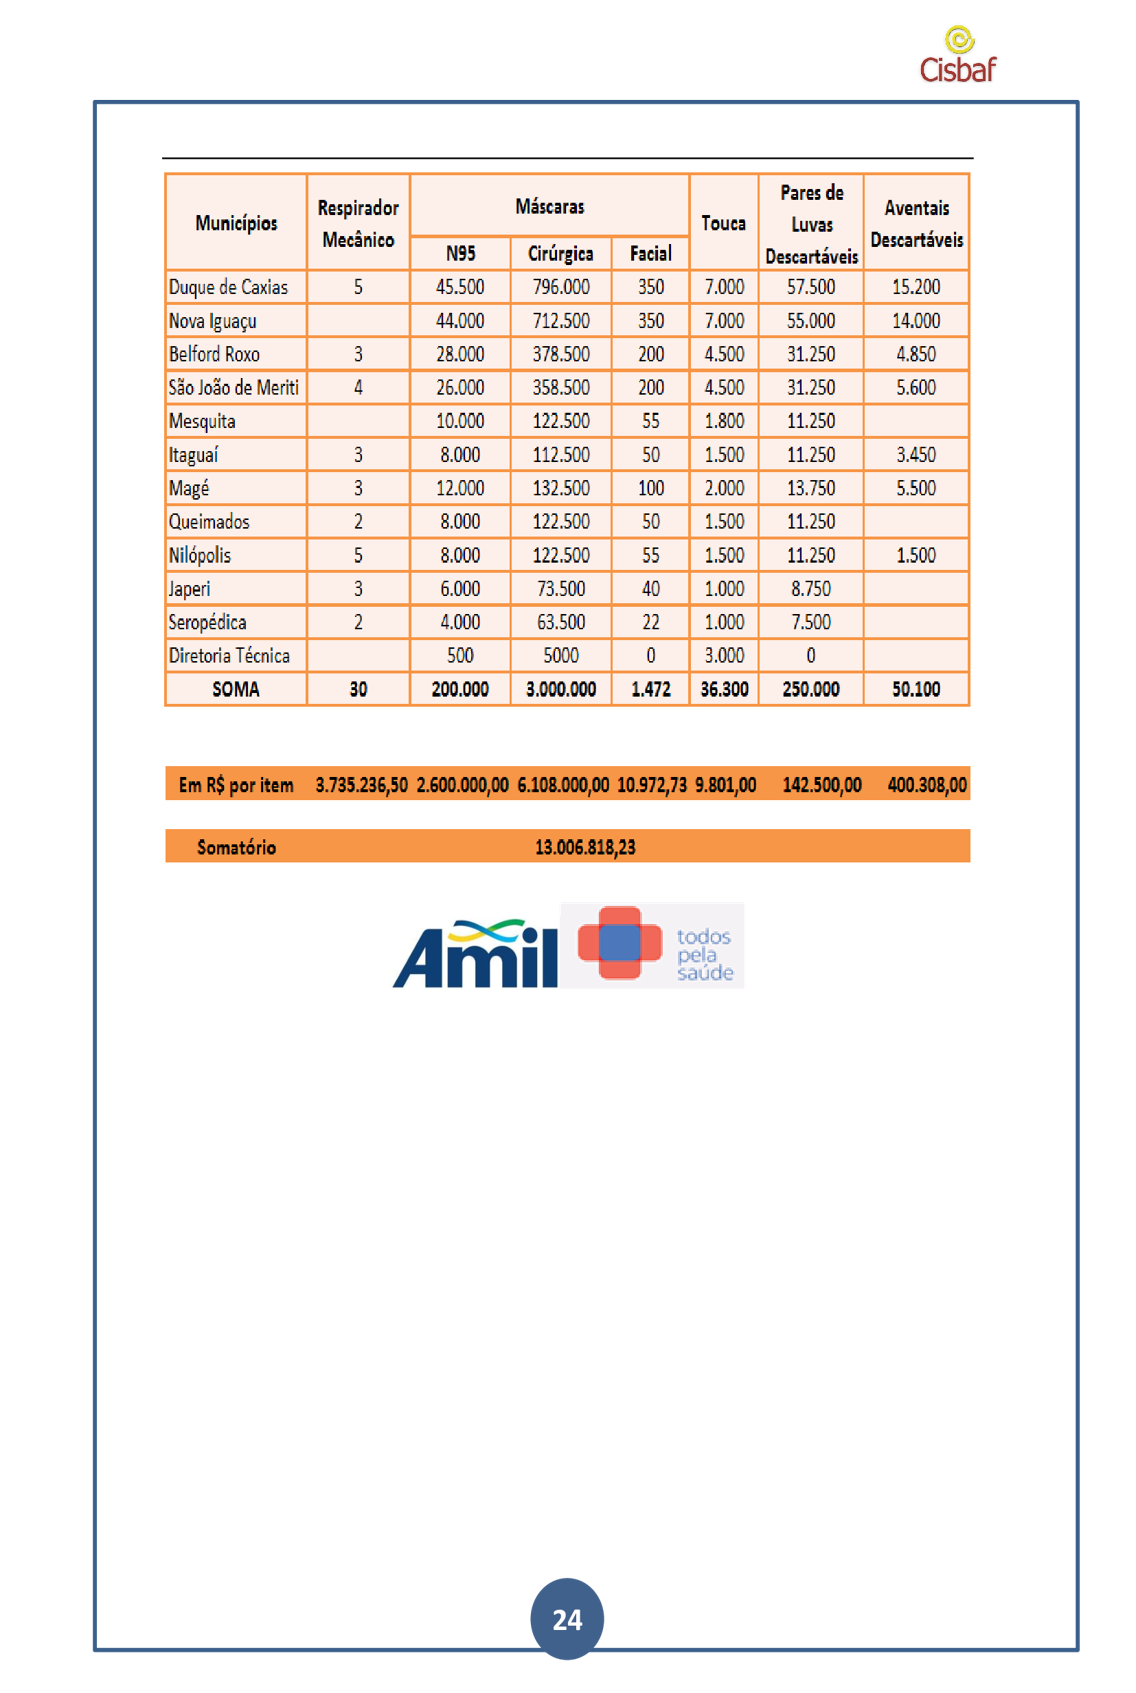 Cisbaf
Municípios Respirador Mecânico Máscaras Touca Pares de Luvas Descartáveis Aventais Descartáveis
N95 Cirúrgica Facial
Duque de Caxias 5 45.500 796.000 350 7.000 57.500 15.200
Nova Iguaçu 44.000 712.500 350 7.000 55.000 14.000
Belford Roxo 3 28.000 378.500 200 4.500 31.250 4.850
São João de Meriti 4 26.000 358.500 200 4.500 31.250 5.600
Mesquita 10.000 122.500 55 1.800 11.250
Itaguaí 3 8.000 112.500 50 1.500 11.250 3.450
Magé 3 12.000 132.500 100 2.000 13.750 5.500
Queimados 2 8.000 122.500 50 1.500 11.250
Nilópolis 5 8.000 122.500 55 1.500 11.250 1.500
Japeri 3 6.000 73.500 40 1.000 8.750
Seropédica 2 4.000 63.500 22 1.000 7.500
Diretoria Técnica 500 5000 0 3.000 0
SOMA 30 200.000 3.000.000 1.472 36.300 250.000 50.100
Em R$ por item 3.735.236,50 2.600.000,00 6.108.000,00 10.972,73 9.801,00 142.500,00 400.308,00
Somatório 13.006.818,23
Amil
todos
pela
saúde
24